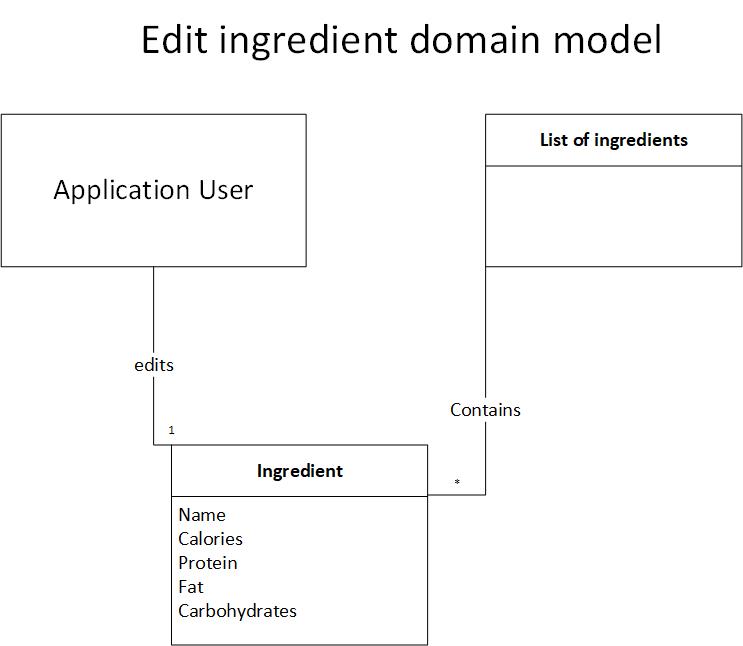 Edit ingredient domain model
Application User
List of ingredients
edits
Contains
1
Ingredient
*
Name
Calories
Protein
Fat
Carbohydrates